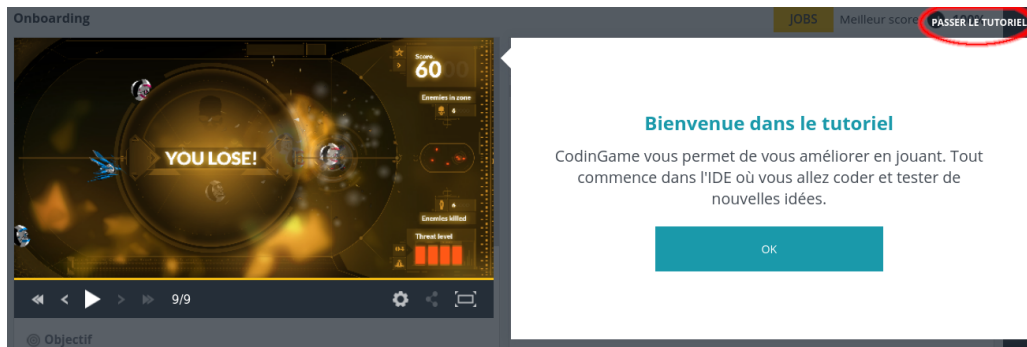 Onboarding
JOBS
Meilleur score
PASSER LE TUTORIEL
Score
60
Enemies in zone
YOU LOSE!
Enemies killed
Threat level
9/9
Objectif
Bienvenue dans le tutoriel
CodinGame vous permet de vous améliorer en jouant. Tout
commence dans l'IDE où vous allez coder et tester de
nouvelles idées.
OK